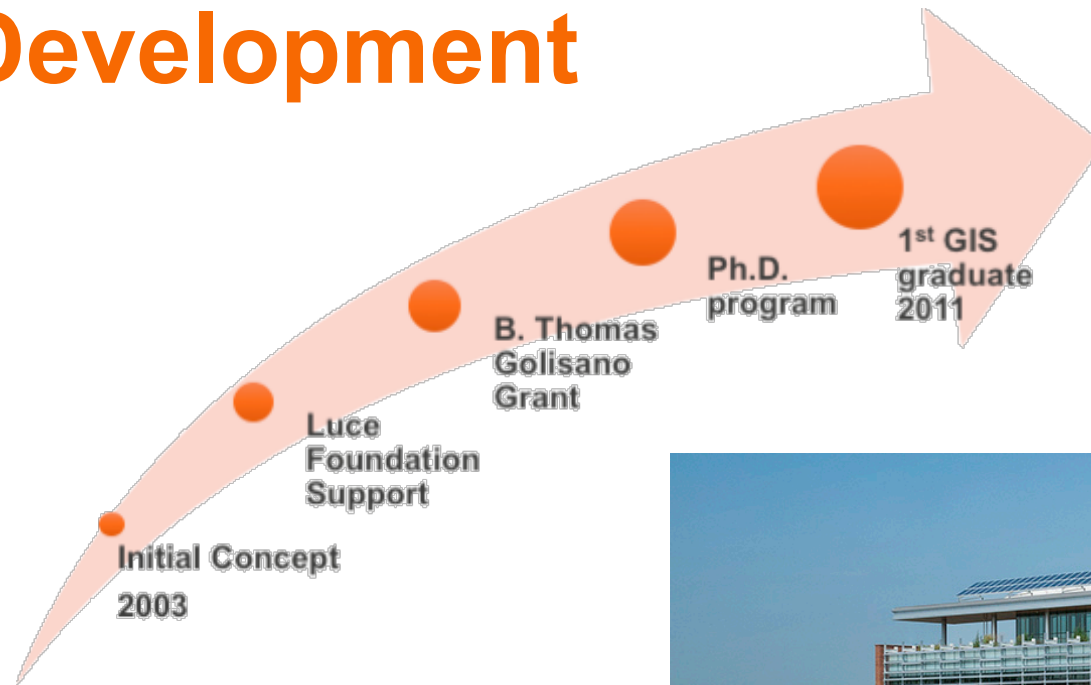 Development
1st GIS
graduate
2011
Ph.D.
program
B. Thomas
Golisano
Grant
Luce
Foundation
Support
Initial Concept
2003